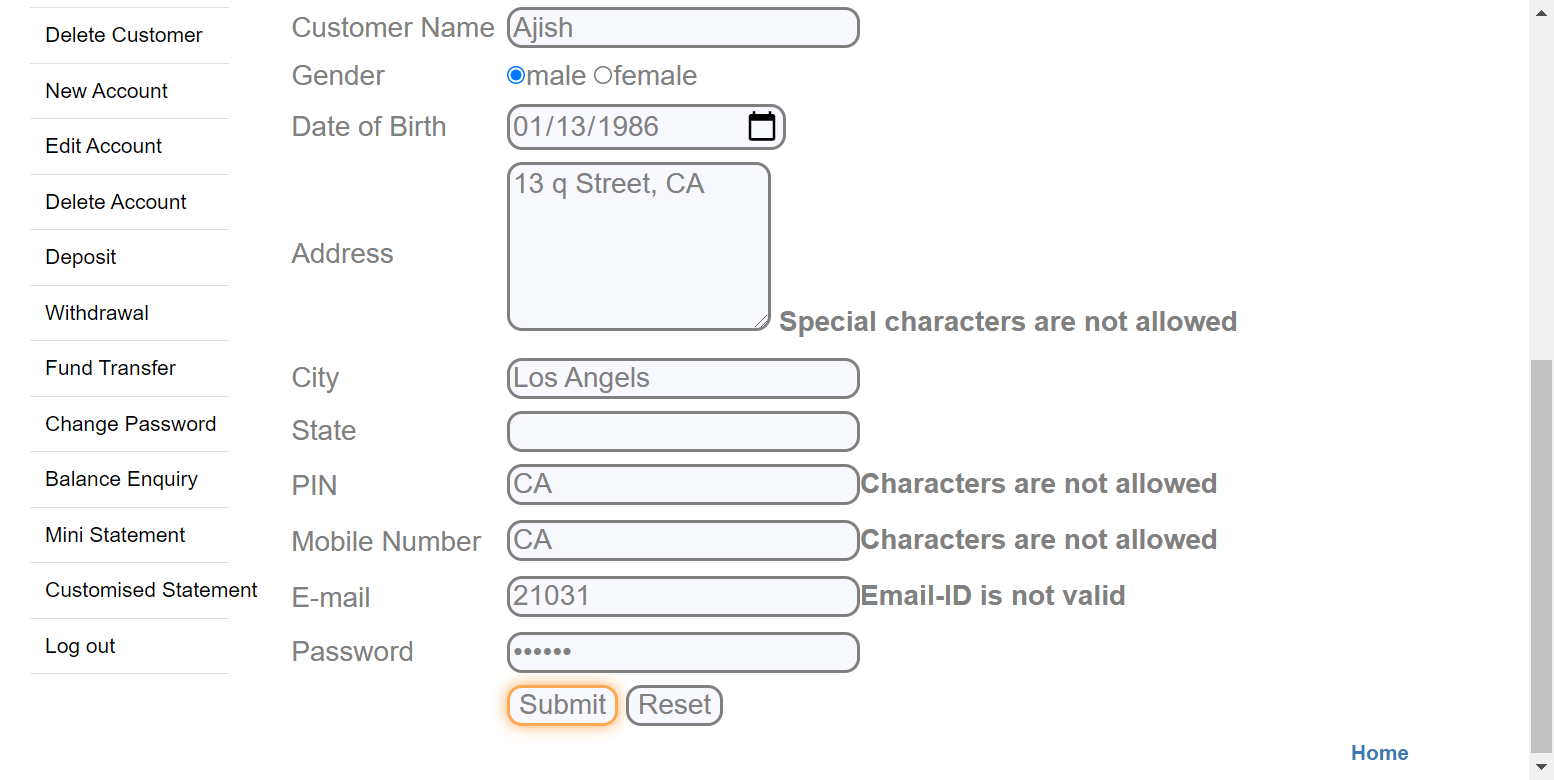 Delete Customer
New Account
Edit Account
Delete Account
Deposit
Withdrawal
Fund Transfer
Change Password
Balance Enquiry
Mini Statement
Customised Statement
Log out
Customer Name Ajish
Gender male female
Date of Birth 01/13/1986
Address 13 q Street, CA
Special characters are not allowed
City Los Angels
State
PIN CA Characters are not allowed
Mobile Number CA Characters are not allowed
E-mail 21031 Email-ID is not valid
Password ••••••
Submit Reset
Home